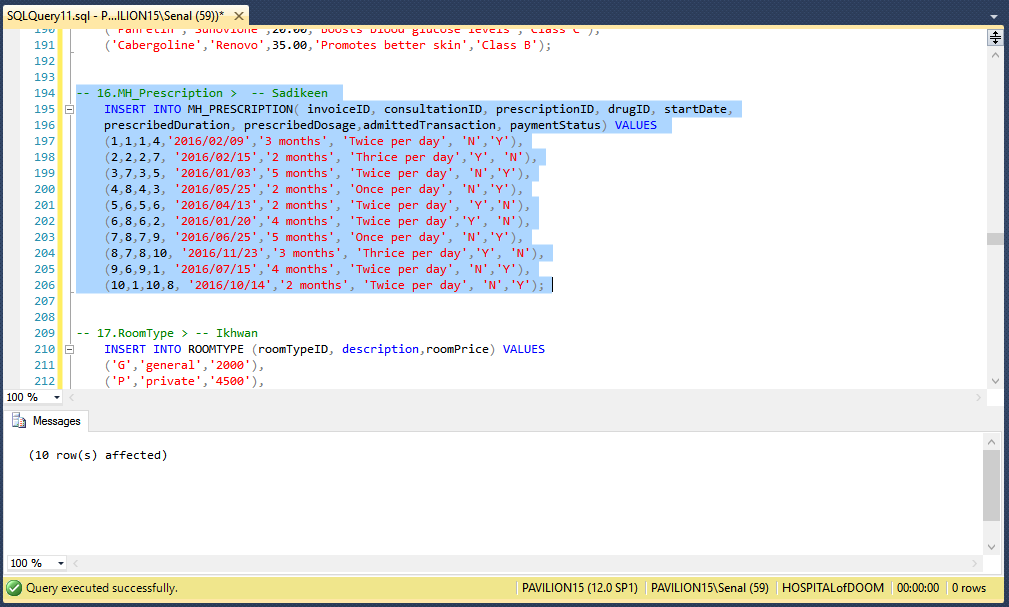 SQLQuery11.sql - P...ILION15\Senal (59))*
190 ('Panretin','Sunovione',20.00,'Boosts blood glucose levels','Class C'),
191 ('Cabergoline','Renovo',35.00,'Promotes better skin','Class B');
192
193
194 -- 16.MH_Prescription >  -- Sadikeen
195 INSERT INTO MH_PRESCRIPTION( invoiceID, consultationID, prescriptionID, drugID, startDate,
196 prescribedDuration, prescribedDosage,admittedTransaction, paymentStatus) VALUES
197 (1,1,1,4,'2016/02/09','3 months', 'Twice per day', 'N','Y'),
198 (2,2,2,7, '2016/02/15','2 months', 'Thrice per day','Y', 'N'),
199 (3,7,3,5, '2016/01/03','5 months', 'Twice per day', 'N','Y'),
200 (4,8,4,3, '2016/05/25','2 months', 'Once per day', 'N','Y'),
201 (5,6,5,6, '2016/04/13','2 months', 'Twice per day', 'Y','N'),
202 (6,8,6,2, '2016/01/20','4 months', 'Twice per day','Y', 'N'),
203 (7,8,7,9, '2016/06/25','5 months', 'Once per day', 'N','Y'),
204 (8,7,8,10, '2016/11/23','3 months', 'Thrice per day','Y', 'N'),
205 (9,6,9,1, '2016/07/15','4 months', 'Twice per day', 'N','Y'),
206 (10,1,10,8, '2016/10/14','2 months', 'Twice per day', 'N','Y');
207
208
209 -- 17.RoomType > -- Ikhwan
210 INSERT INTO ROOMTYPE (roomTypeID, description,roomPrice) VALUES
211 ('G','general','2000'),
212 ('P','private','4500'),
100 %
Messages
(10 row(s) affected)
100 %
Query executed successfully. PAVILION15 (12.0 SP1) PAVILION15\Senal (59) HOSPITALofDOOM 00:00:00 0 rows